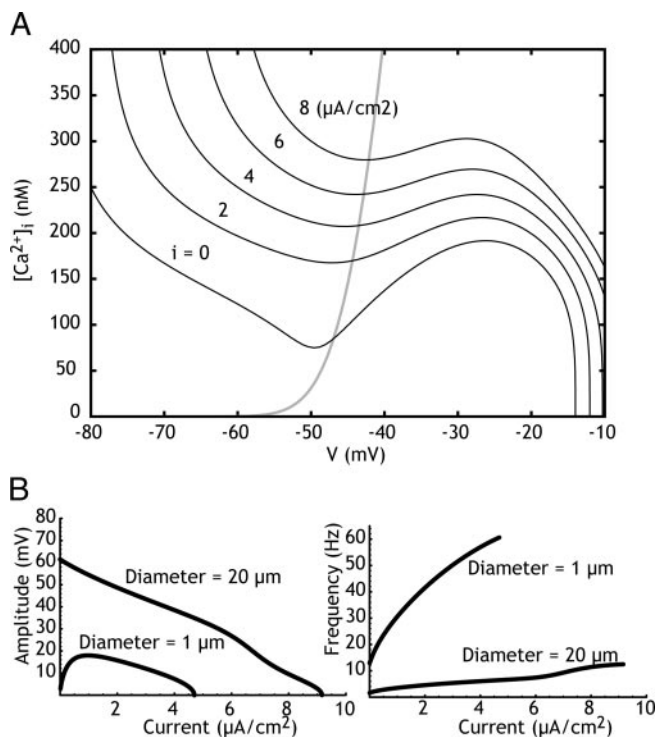 A
400
350
300
250
200
150
100
50
0
[Ca²⁺]ᵢ (nM)
8 (µA/cm2)
6
4
2
i = 0
-80 -70 -60 -50 -40 -30 -20 -10
V (mV)
B
80
70
60
50
40
30
20
10
Amplitude (mV)
Diameter = 20 µm
Diameter = 1 µm
2 4 6 8 10
Current (µA/cm²)
60
50
40
30
20
10
Frequency (Hz)
Diameter = 1 µm
Diameter = 20 µm
2 4 6 8 10
Current (µA/cm²)